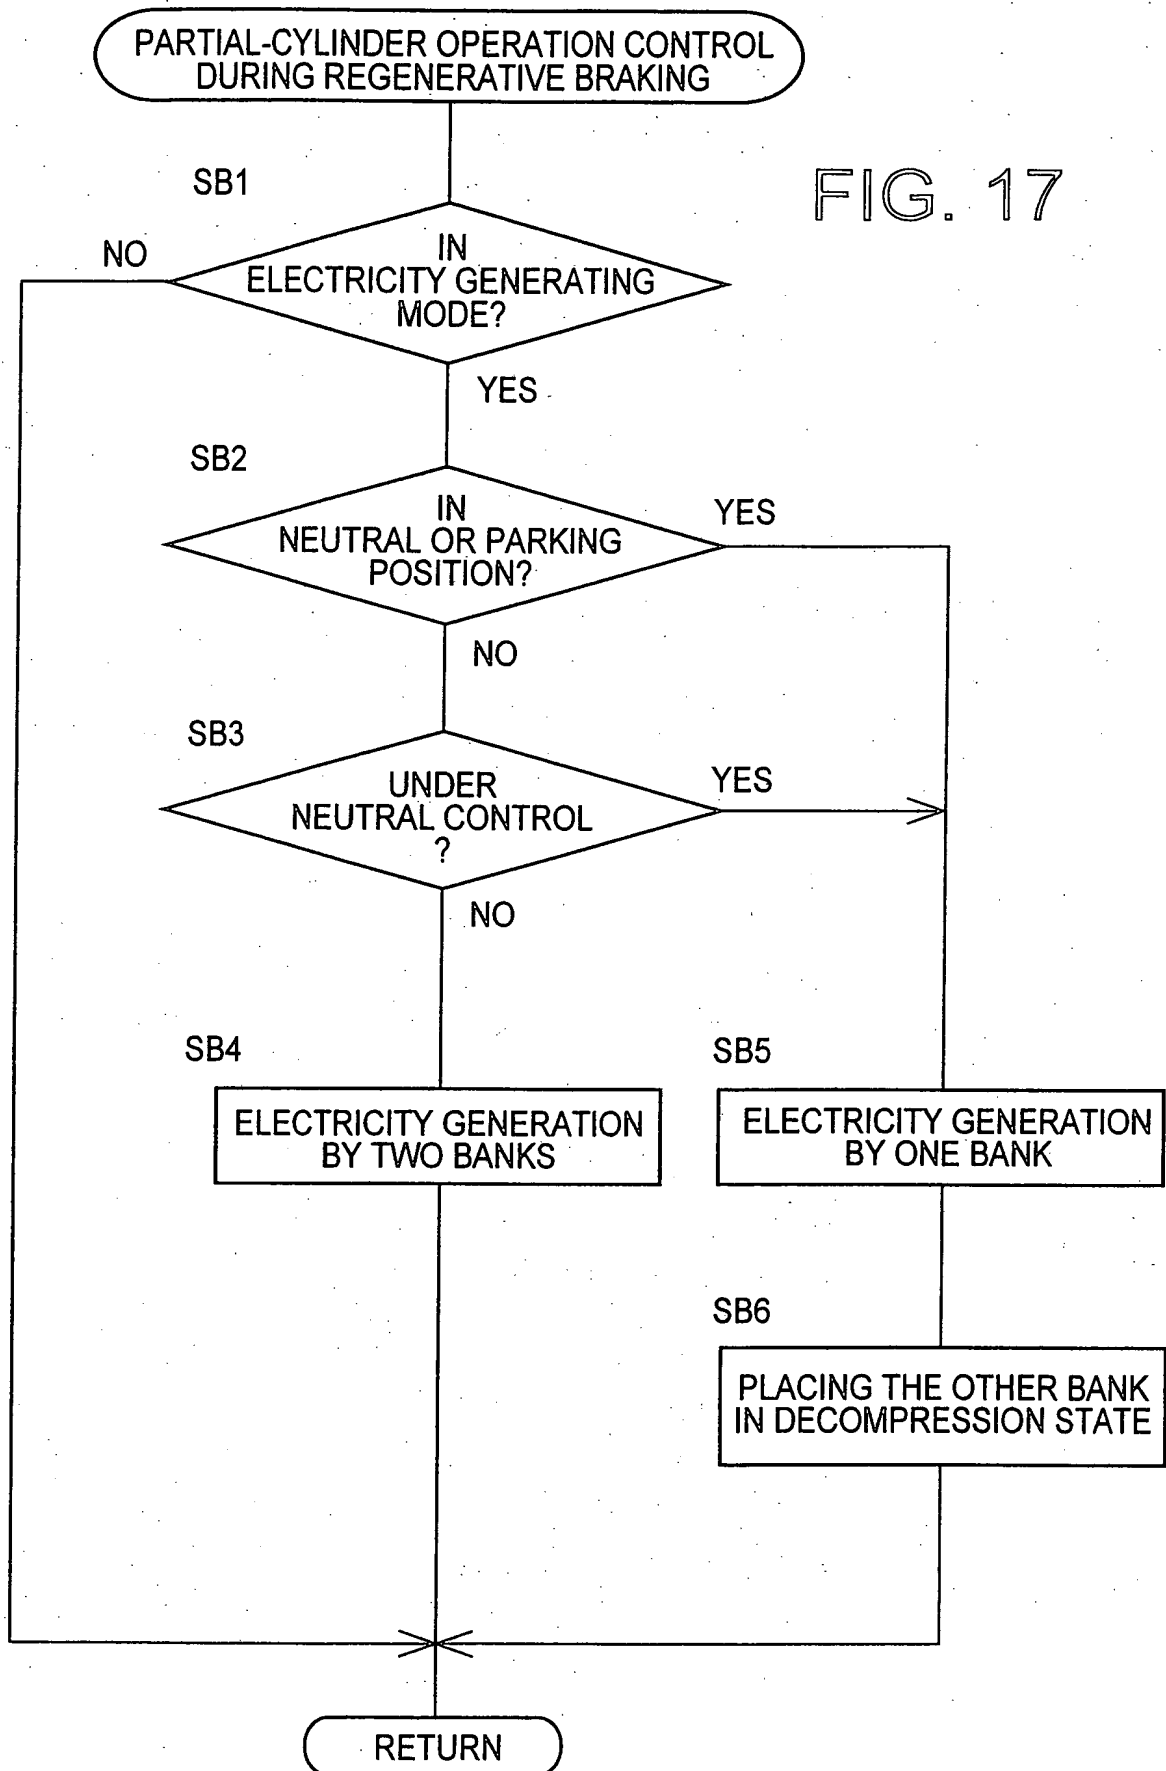 PARTIAL-CYLINDER OPERATION CONTROL
DURING REGENERATIVE BRAKING
FIG. 17
SB1
NO
IN
ELECTRICITY GENERATING
MODE?
YES
SB2
IN
NEUTRAL OR PARKING
POSITION?
YES
NO
SB3
UNDER
NEUTRAL CONTROL
?
YES
NO
SB4
ELECTRICITY GENERATION
BY TWO BANKS
SB5
ELECTRICITY GENERATION
BY ONE BANK
SB6
PLACING THE OTHER BANK
IN DECOMPRESSION STATE
RETURN